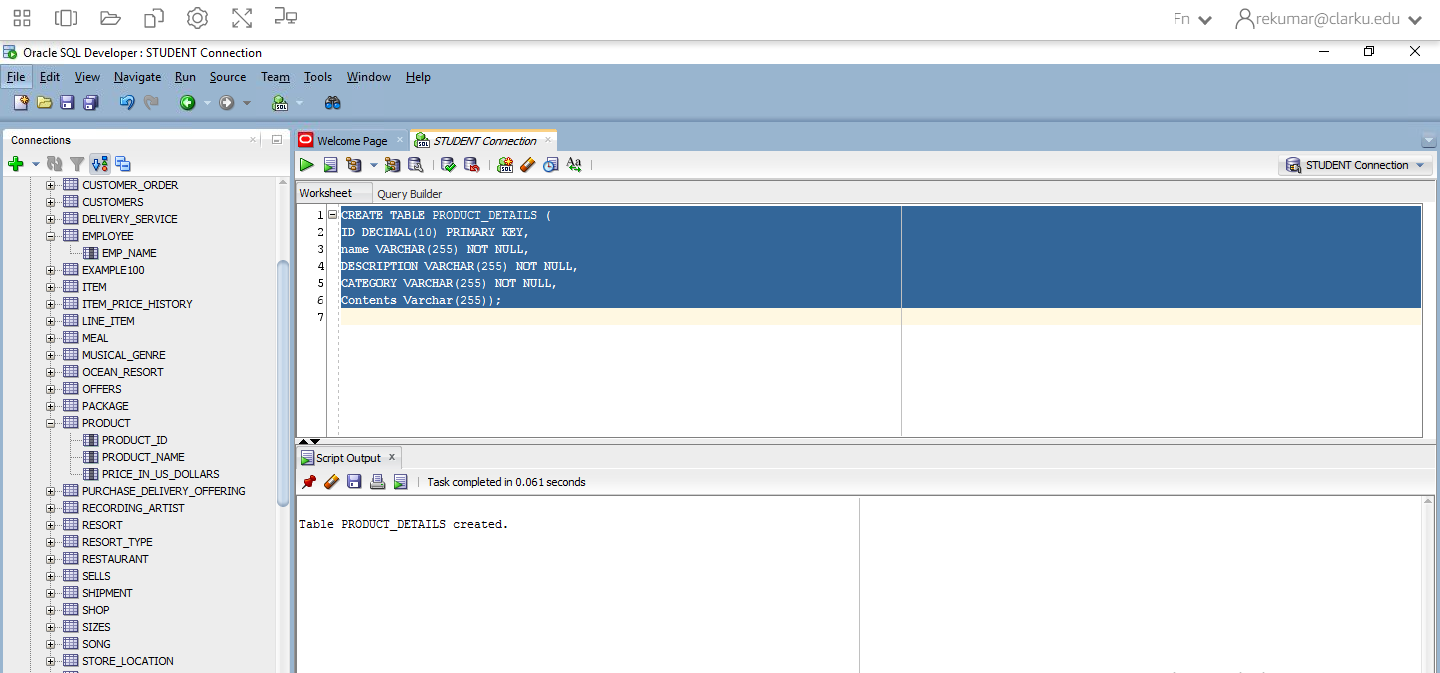 Fn rekumar@clarku.edu
Oracle SQL Developer : STUDENT Connection
File Edit View Navigate Run Source Team Tools Window Help
Connections
CUSTOMER_ORDER
CUSTOMERS
DELIVERY_SERVICE
EMPLOYEE
EMP_NAME
EXAMPLE100
ITEM
ITEM_PRICE_HISTORY
LINE_ITEM
MEAL
MUSICAL_GENRE
OCEAN_RESORT
OFFERS
PACKAGE
PRODUCT
PRODUCT_ID
PRODUCT_NAME
PRICE_IN_US_DOLLARS
PURCHASE_DELIVERY_OFFERING
RECORDING_ARTIST
RESORT
RESORT_TYPE
RESTAURANT
SELLS
SHIPMENT
SHOP
SIZES
SONG
STORE_LOCATION
Welcome Page STUDENT Connection
SQL Aa STUDENT Connection
Worksheet Query Builder
1 CREATE TABLE PRODUCT_DETAILS (
2 ID DECIMAL(10) PRIMARY KEY,
3 name VARCHAR(255) NOT NULL,
4 DESCRIPTION VARCHAR(255) NOT NULL,
5 CATEGORY VARCHAR(255) NOT NULL,
6 Contents Varchar(255));
7
Script Output x
Task completed in 0.061 seconds
Table PRODUCT_DETAILS created.